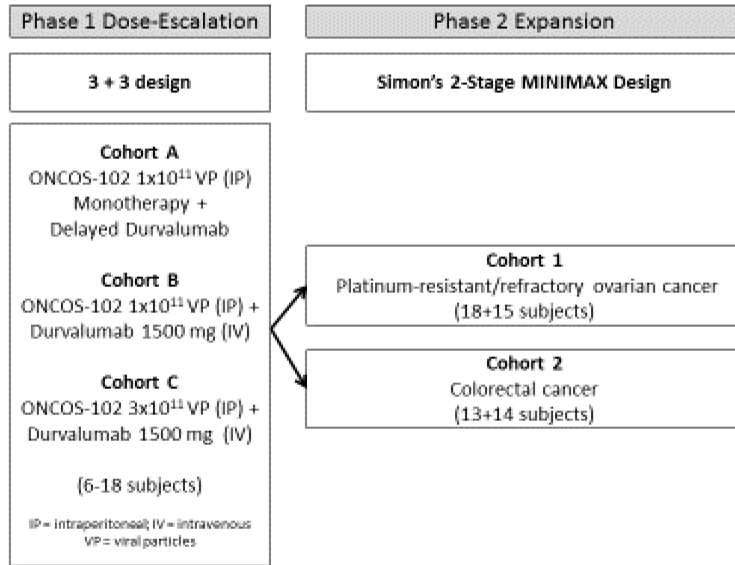 Phase 1 Dose-Escalation
3 + 3 design
Cohort A
ONCOS-102 1x10¹¹ VP (IP)
Monotherapy +
Delayed Durvalumab
Cohort B
ONCOS-102 1x10¹¹ VP (IP) +
Durvalumab 1500 mg (IV)
Cohort C
ONCOS-102 3x10¹¹ VP (IP) +
Durvalumab 1500 mg (IV)
(6-18 subjects)
IP = intraperitoneal; IV = intravenous
VP = viral particles
Phase 2 Expansion
Simon's 2-Stage MINIMAX Design
Cohort 1
Platinum-resistant/refractory ovarian cancer
(18+15 subjects)
Cohort 2
Colorectal cancer
(13+14 subjects)